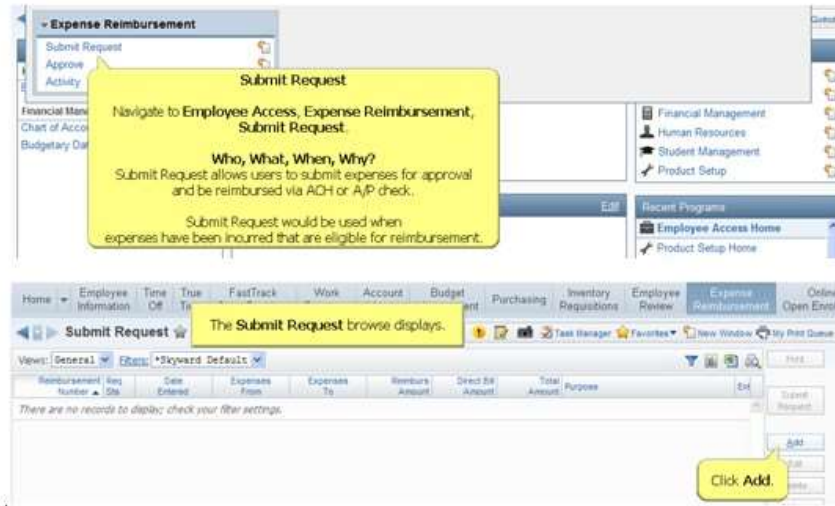 Expense Reimbursement
Submit Request
Approve
Activity
Submit Request
Navigate to Employee Access, Expense Reimbursement,
Submit Request.
Who, What, When, Why?
Submit Request allows users to submit expenses for approval
and be reimbursed via ACH or A/P check.
Submit Request would be used when
expenses have been incurred that are eligible for reimbursement.
Financial
Chart of
Budgetary
Financial Management
Human Resources
Student Management
Product Setup
Edit
Recent Programs
Employee Access Home
Product Setup Home
Home
Employee Information
Time Off
True
FastTrack
Work
Account
Budget
Purchasing
Inventory Requisitions
Employee Review
Expense Reimbursement
Open
Submit Request
The Submit Request browse displays.
Task Manager
Favorites
New Window
My Print Queue
Views: General
Filters: *Skyward Default
Print
Reimbursement Number
Req Sts
Date Entered
Expenses From
Expenses To
Reimburs Amount
Direct Bill Amount
Total Amount
Purpose
There are no records to display; check your filter settings.
Submit Request
Add
Click Add.